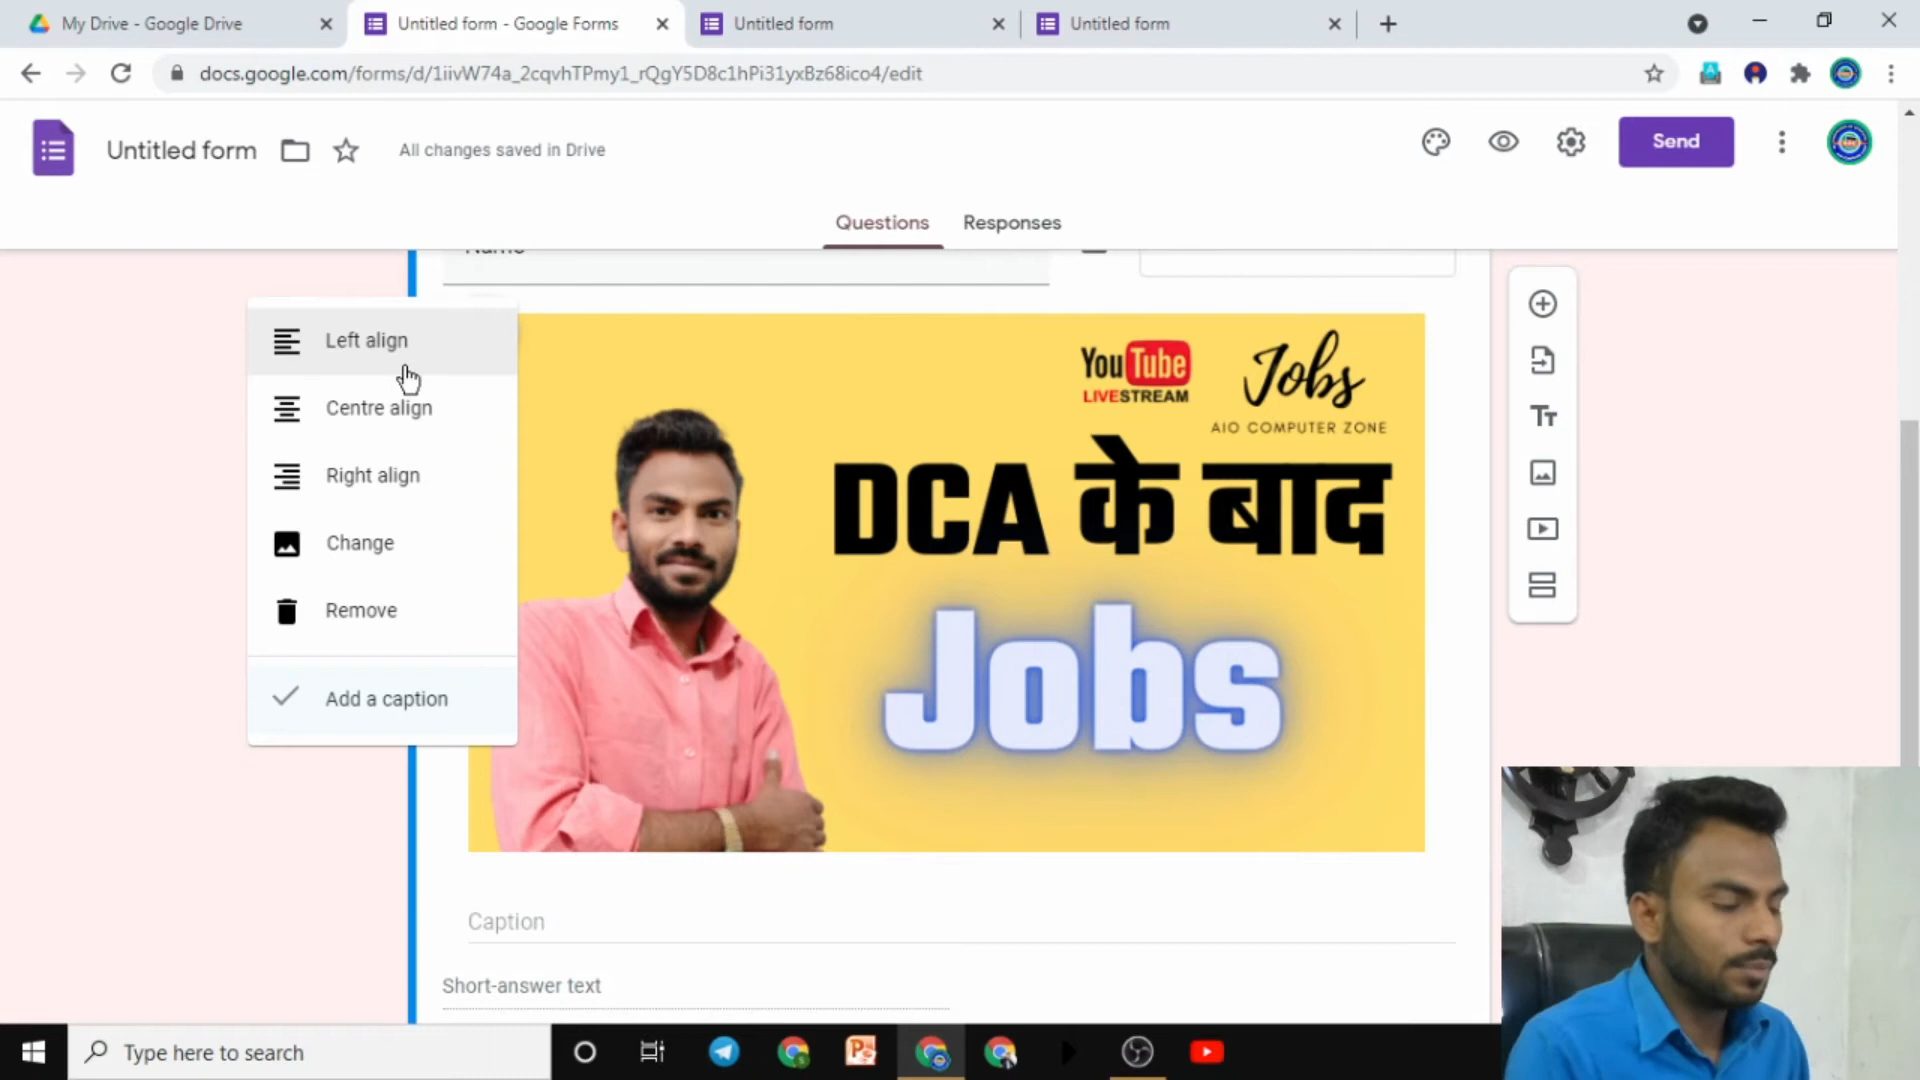 My Drive - Google Drive
Untitled form - Google Forms
Untitled form
Untitled form
docs.google.com/forms/d/1iivW74a_2cqvhTPmy1_rQgY5D8c1hPi31yxBz68ico4/edit
Untitled form
All changes saved in Drive
Send
Questions
Responses
Name
Left align
Centre align
Right align
Change
Remove
Add a caption
YouTube
LIVESTREAM
Jobs
AIO COMPUTER ZONE
DCA के बाद
Jobs
Caption
Short-answer text
Type here to search